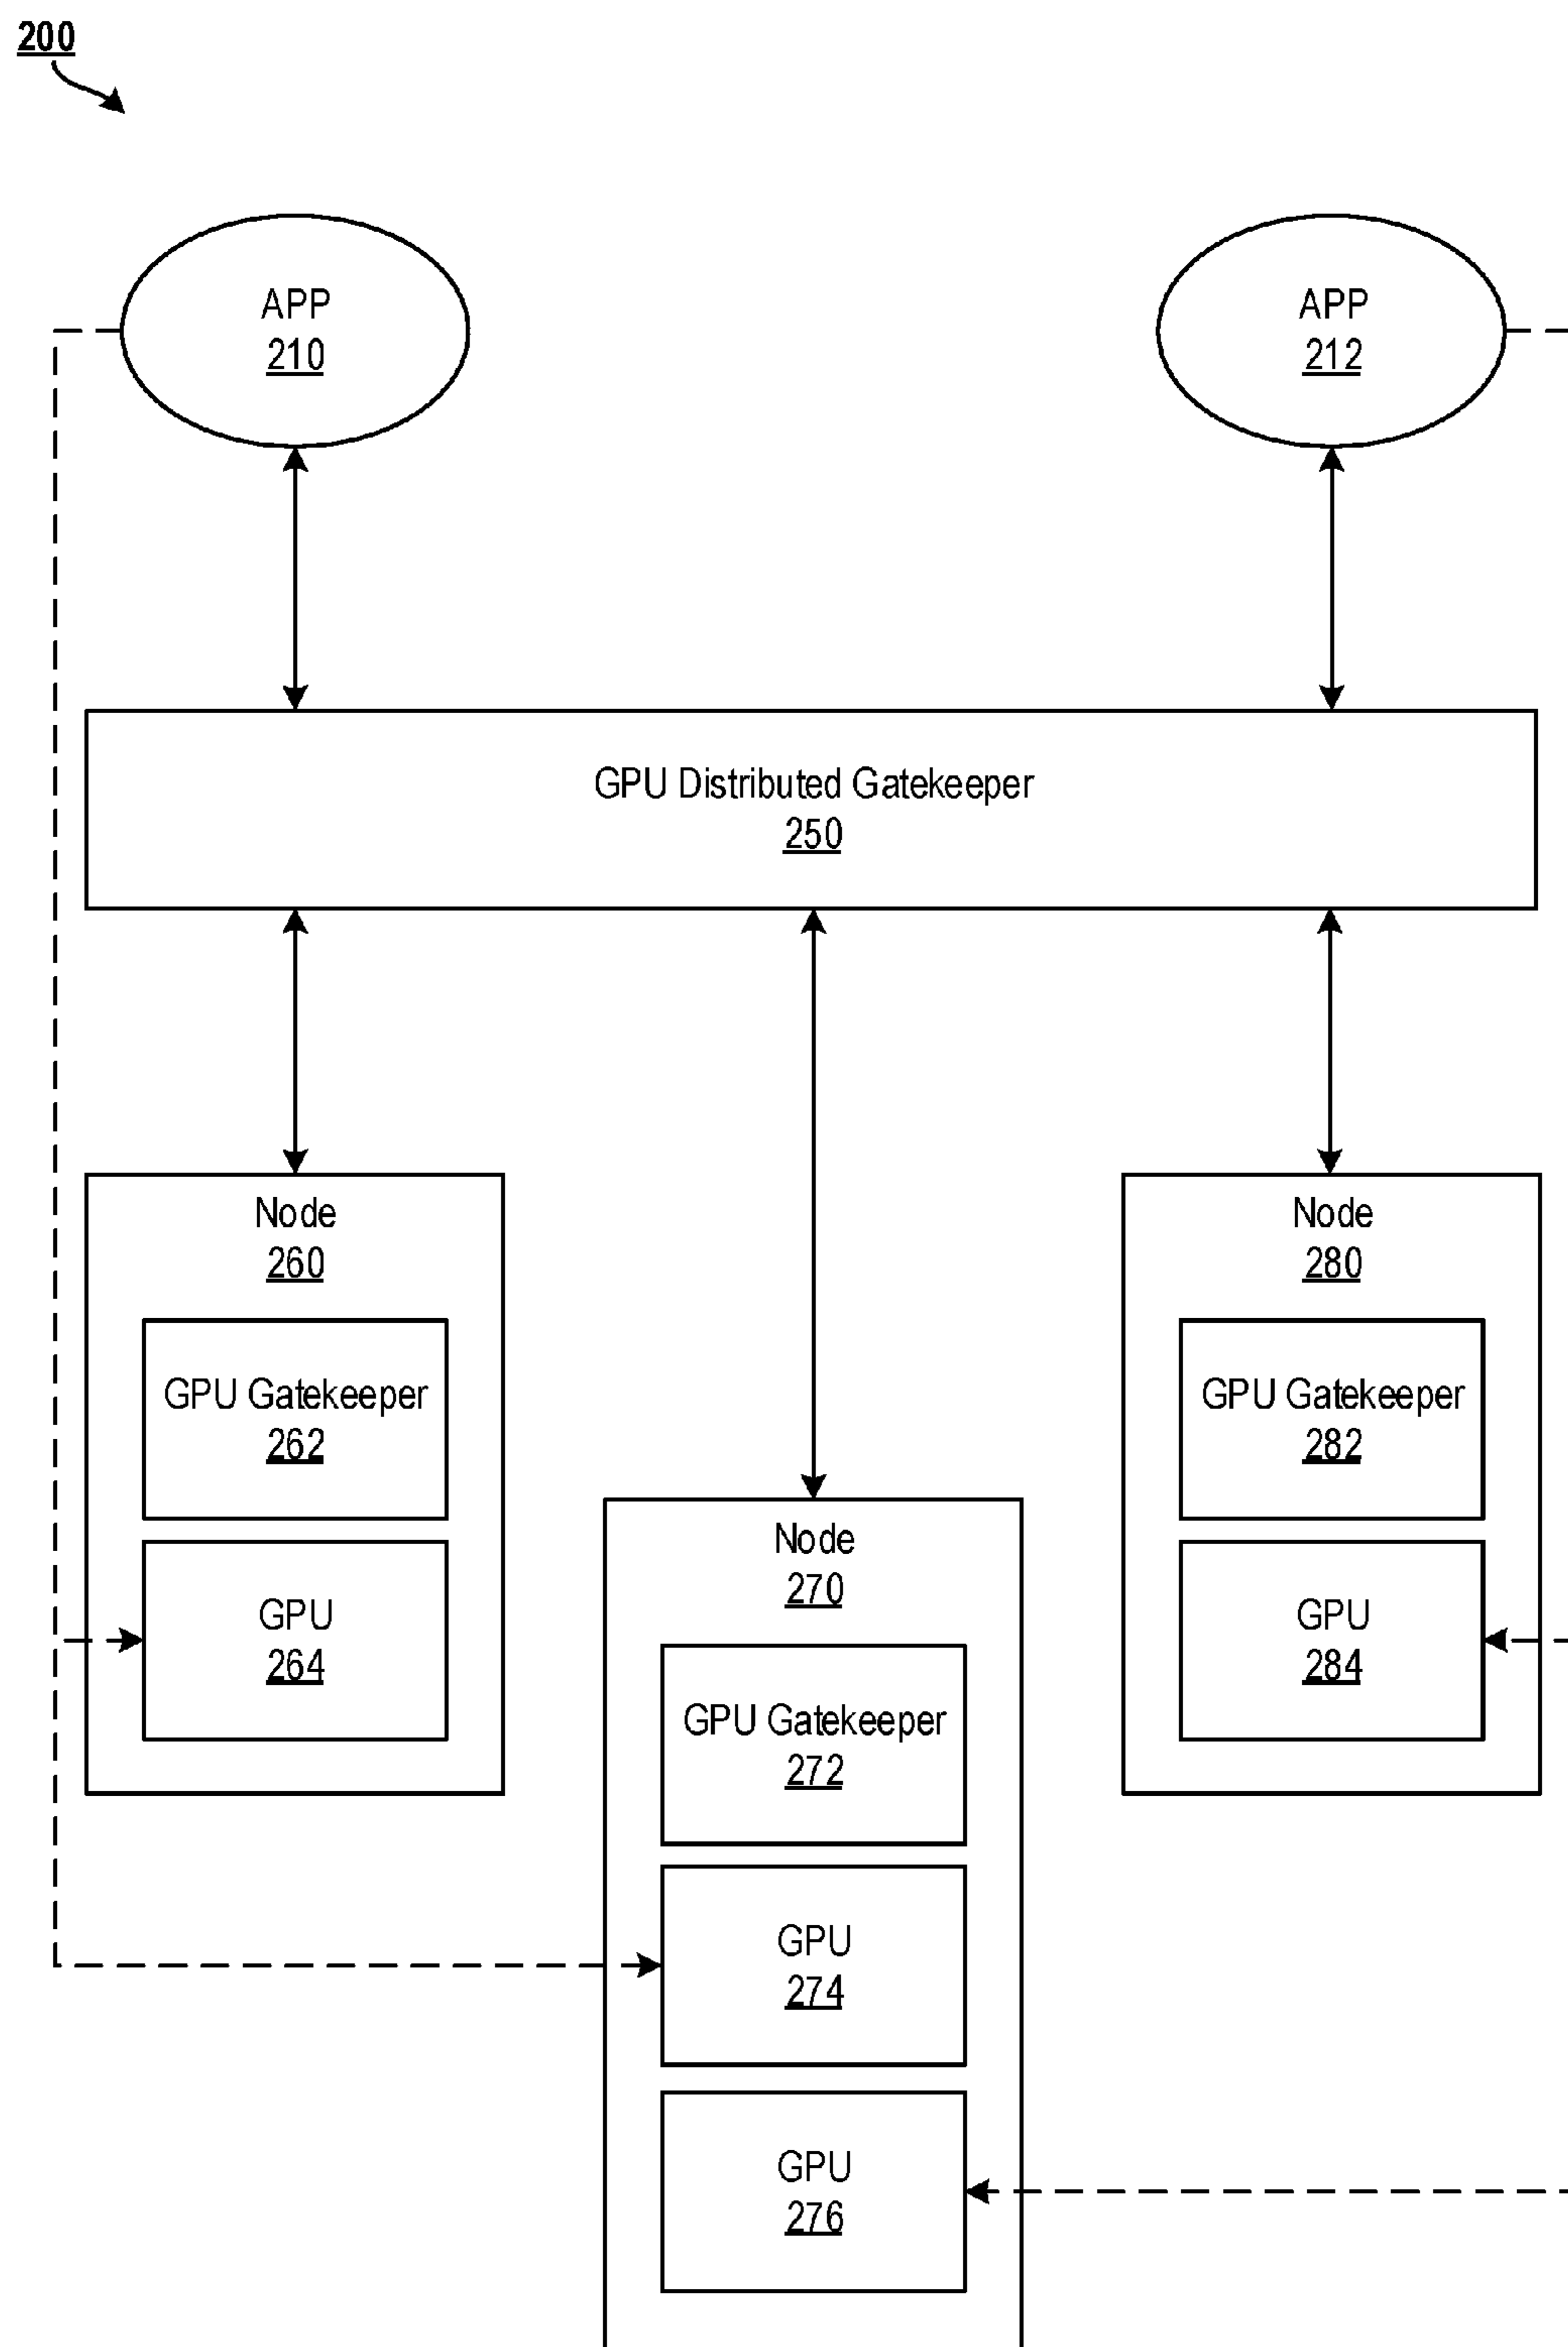 200
APP
210
APP
212
GPU Distributed Gatekeeper
250
Node
260
GPU Gatekeeper
262
GPU
264
Node
270
GPU Gatekeeper
272
GPU
274
GPU
276
Node
280
GPU Gatekeeper
282
GPU
284